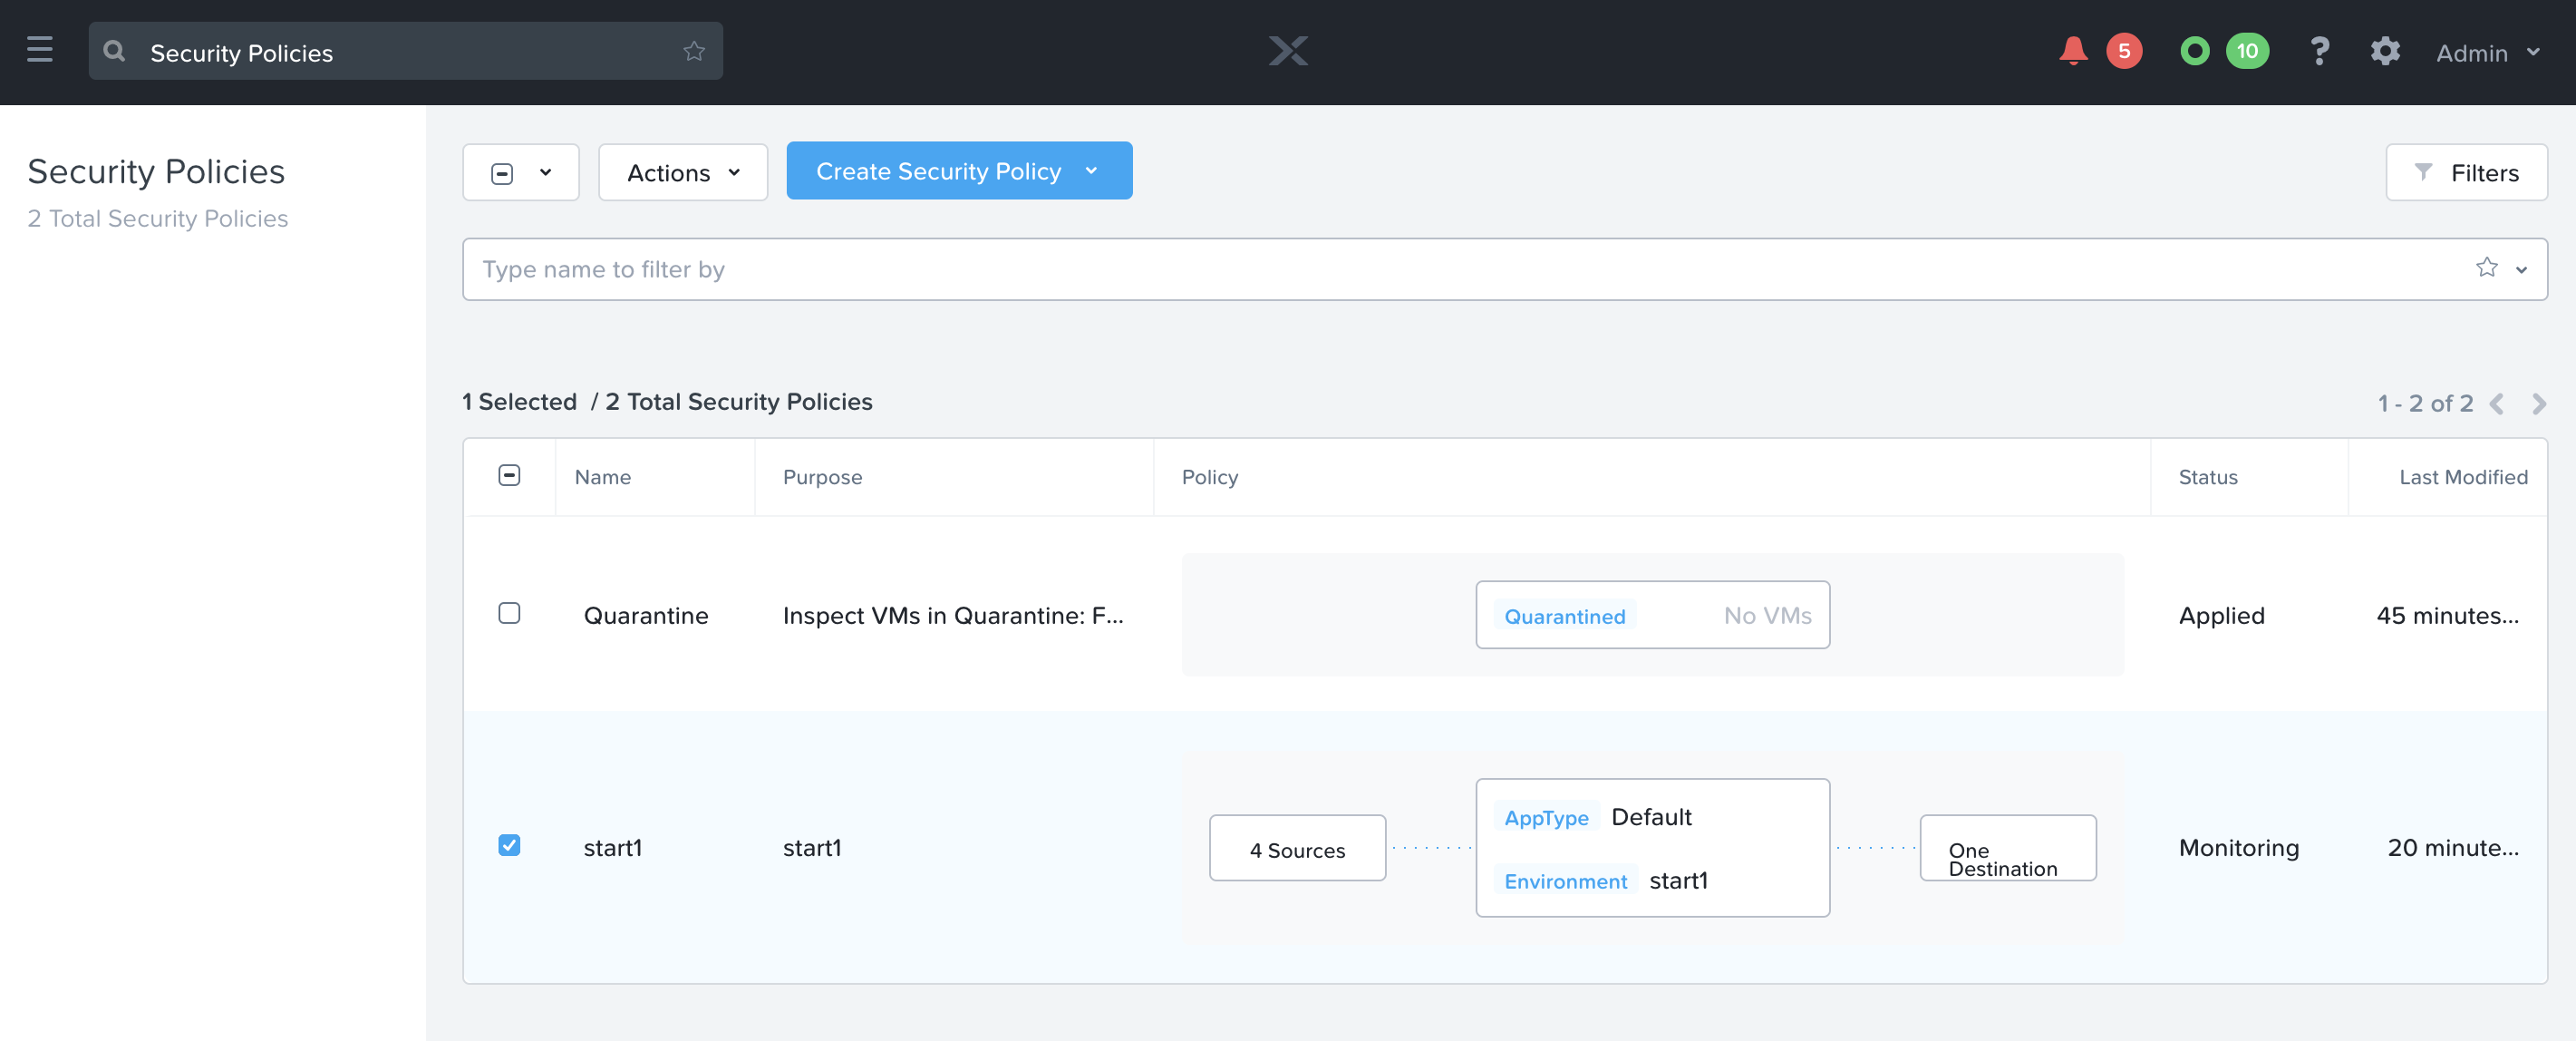 Security Policies
5
10
?
Admin
Security Policies
2 Total Security Policies
Actions
Create Security Policy
Filters
Type name to filter by
1 Selected / 2 Total Security Policies
1 - 2 of 2
Name
Purpose
Policy
Status
Last Modified
Quarantine
Inspect VMs in Quarantine: F...
Quarantined
No VMs
Applied
45 minutes...
start1
start1
4 Sources
AppType Default
Environment start1
One
Destination
Monitoring
20 minute...